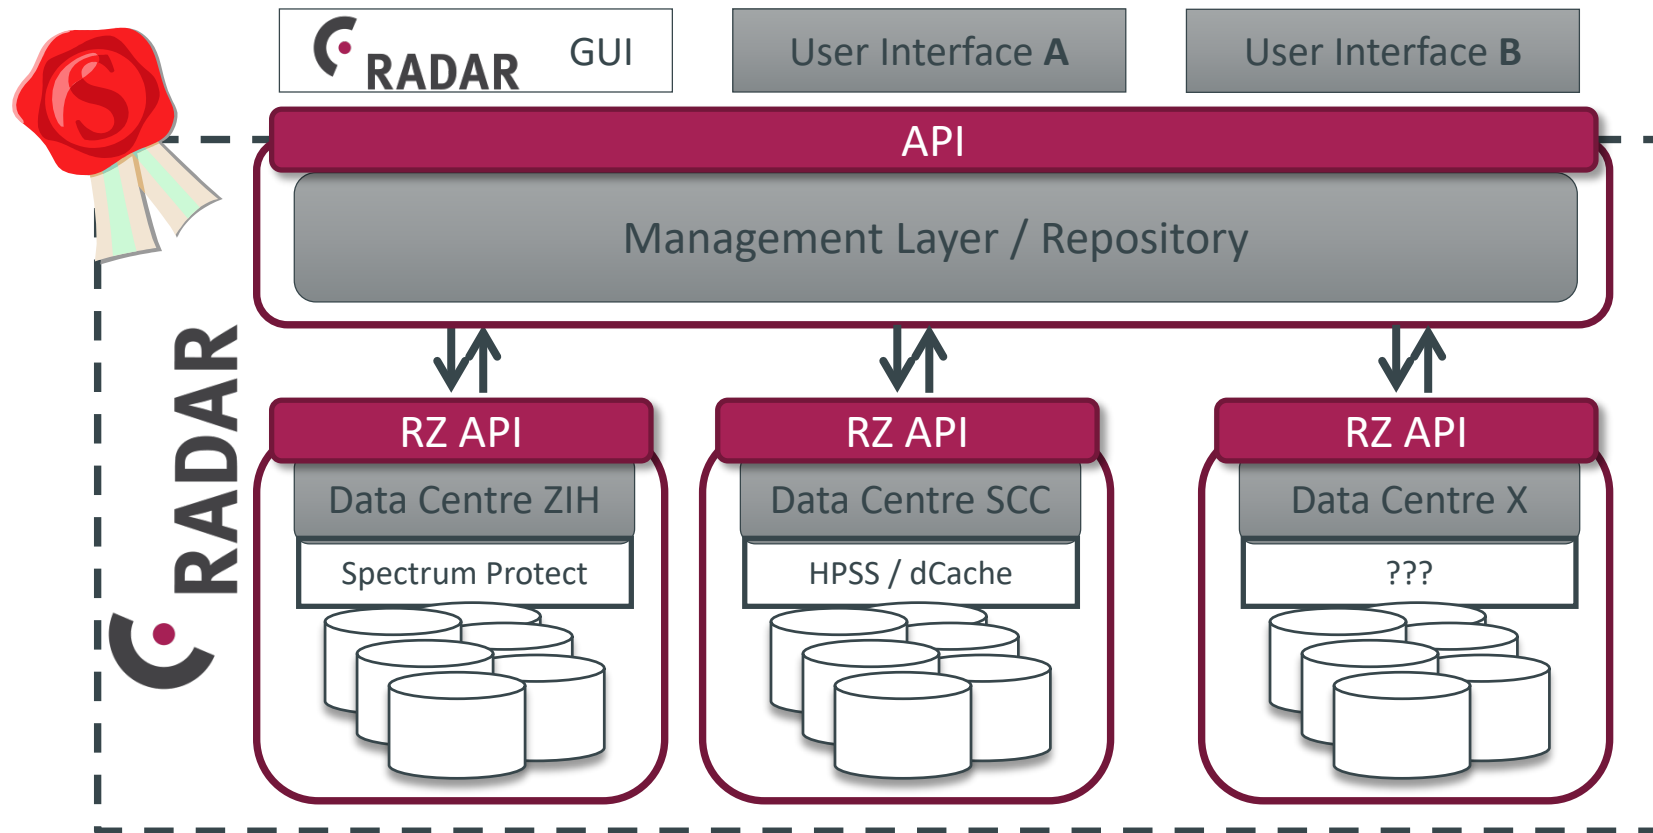 RADAR GUI
User Interface A
User Interface B
S
API
Management Layer / Repository
RADAR
RZ API
RZ API
RZ API
Data Centre ZIH
Data Centre SCC
Data Centre X
Spectrum Protect
HPSS / dCache
???